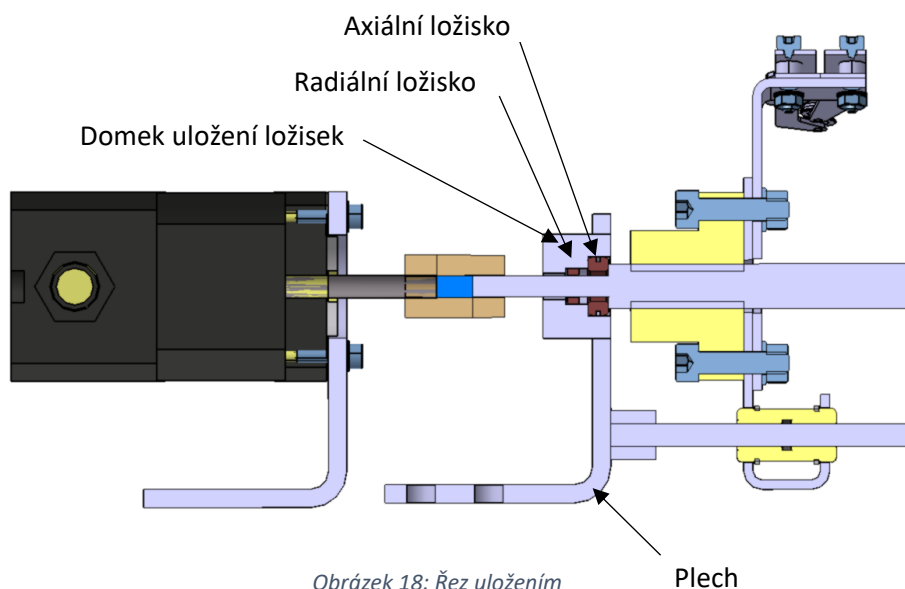 Axiální ložisko
Radiální ložisko
Domek uložení ložisek
Obrázek 18: Řez uložením
Plech